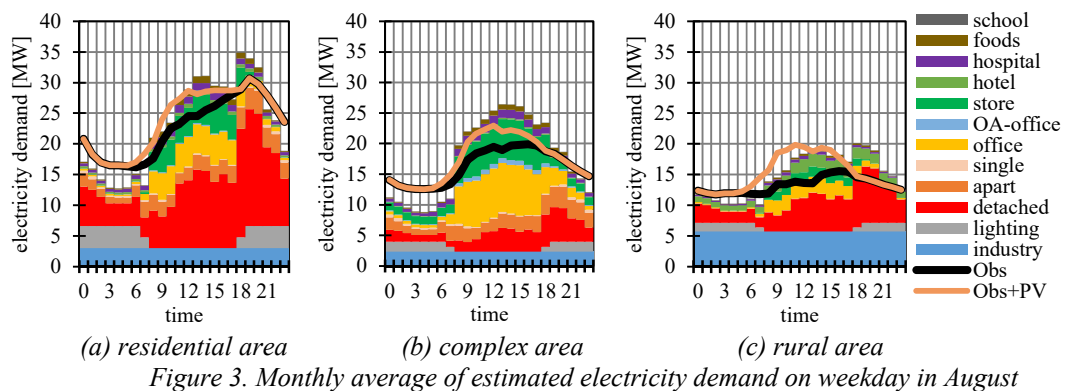 electricity demand [MW]
40
35
30
25
20
15
10
5
0
0 3 6 9 12 15 18 21
time
(a) residential area
electricity demand [MW]
40
35
30
25
20
15
10
5
0
0 3 6 9 12 15 18 21
time
(b) complex area
electricity demand [MW]
40
35
30
25
20
15
10
5
0
0 3 6 9 12 15 18 21
time
(c) rural area
school
foods
hospital
hotel
store
OA-office
office
single
apart
detached
lighting
industry
Obs
Obs+PV
Figure 3. Monthly average of estimated electricity demand on weekday in August